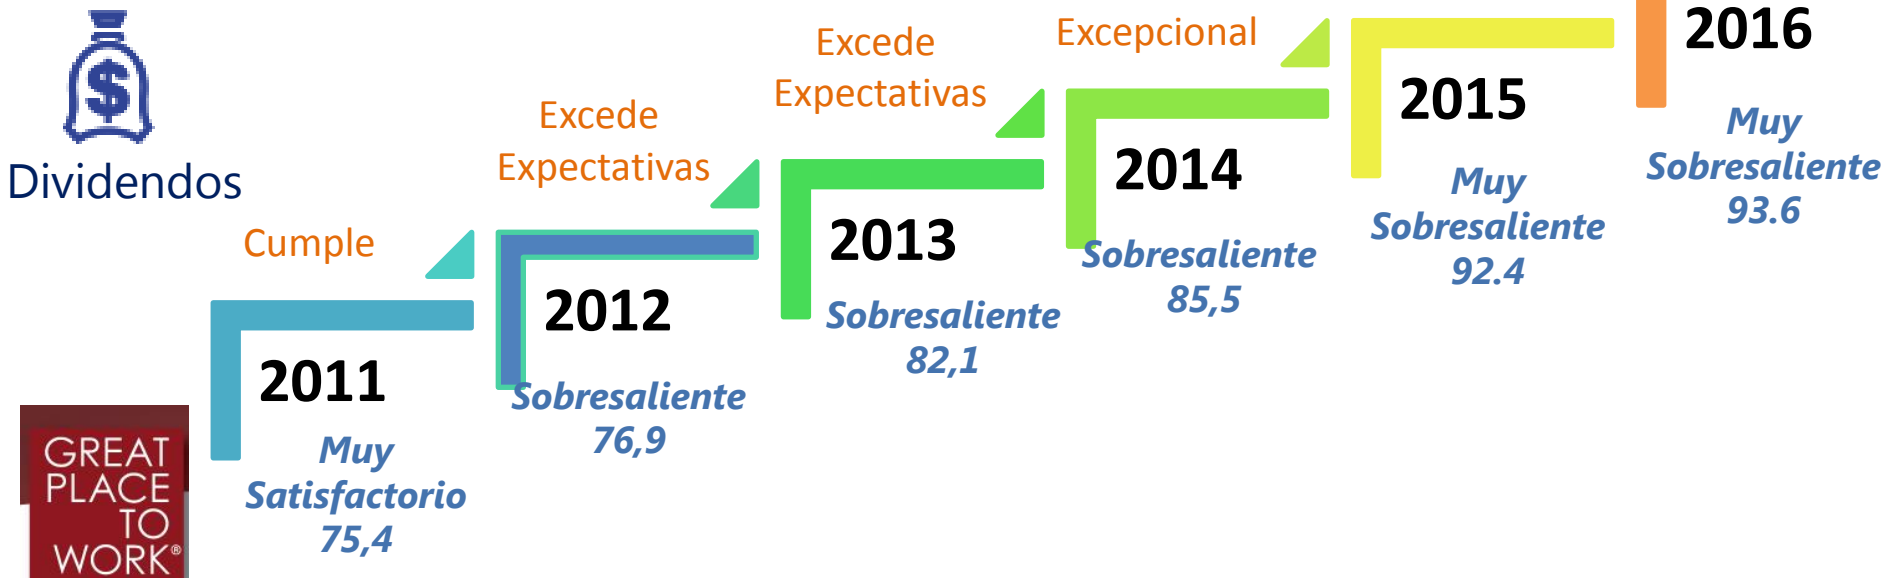 Dividendos
Cumple
Excede
Expectativas
Excede
Expectativas
Excepcional
2011
Muy
Satisfactorio
75,4
2012
Sobresaliente
76,9
2013
Sobresaliente
82,1
2014
Sobresaliente
85,5
2015
Muy
Sobresaliente
92.4
2016
Muy
Sobresaliente
93.6
GREAT
PLACE
TO
WORK®